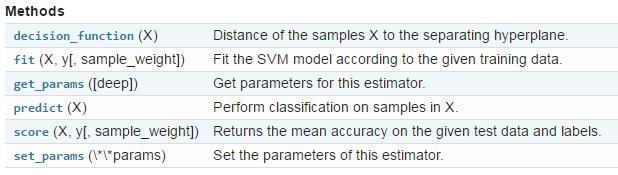 Methods
decision_function (X) Distance of the samples X to the separating hyperplane.
fit (X, y[, sample_weight]) Fit the SVM model according to the given training data.
get_params ([deep]) Get parameters for this estimator.
predict (X) Perform classification on samples in X.
score (X, y[, sample_weight]) Returns the mean accuracy on the given test data and labels.
set_params (\*\*params) Set the parameters of this estimator.